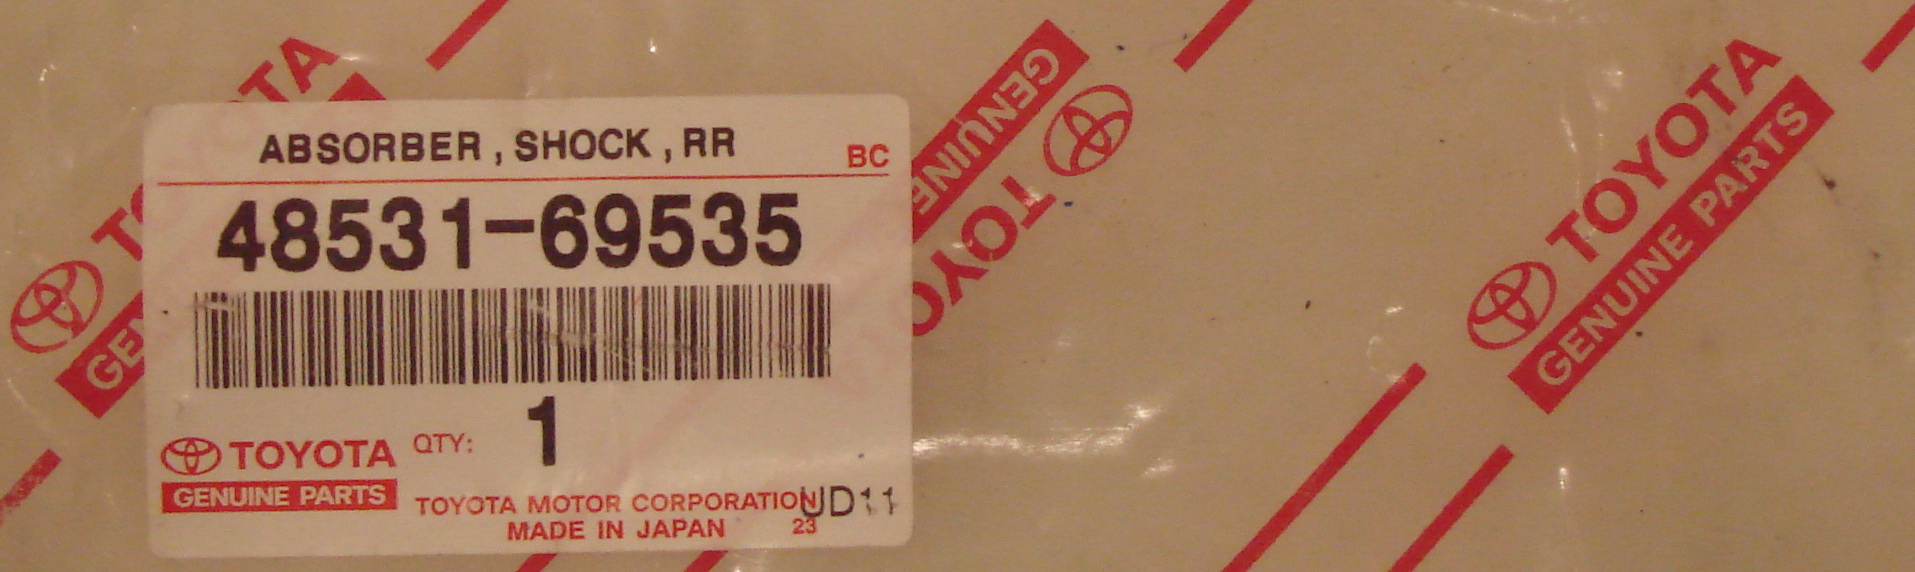 ABSORBER, SHOCK, RR
BC
48531-69535
QTY: 1
TOYOTA
GENUINE PARTS
TOYOTA MOTOR CORPORATION
UD11
MADE IN JAPAN
23
TOYOTA
GENUINE
TOYOTA
GENUINE PARTS